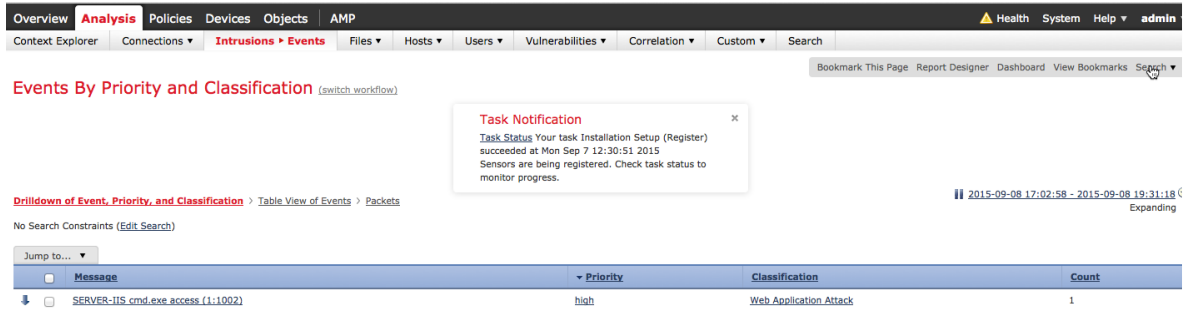 Overview Analysis Policies Devices Objects AMP Health System Help ▾ admin
Context Explorer Connections ▾ Intrusions ▸ Events Files ▾ Hosts ▾ Users ▾ Vulnerabilities ▾ Correlation ▾ Custom ▾ Search
Bookmark This Page Report Designer Dashboard View Bookmarks Search ▾
Events By Priority and Classification (switch workflow)
Task Notification ×
Task Status Your task Installation Setup (Register)
succeeded at Mon Sep 7 12:30:51 2015
Sensors are being registered. Check task status to
monitor progress.
2015-09-08 17:02:58 - 2015-09-08 19:31:18
Expanding
Drilldown of Event, Priority, and Classification > Table View of Events > Packets
No Search Constraints (Edit Search)
Jump to... ▼
Message ▾ Priority Classification Count
SERVER-IIS cmd.exe access (1:1002) high Web Application Attack 1